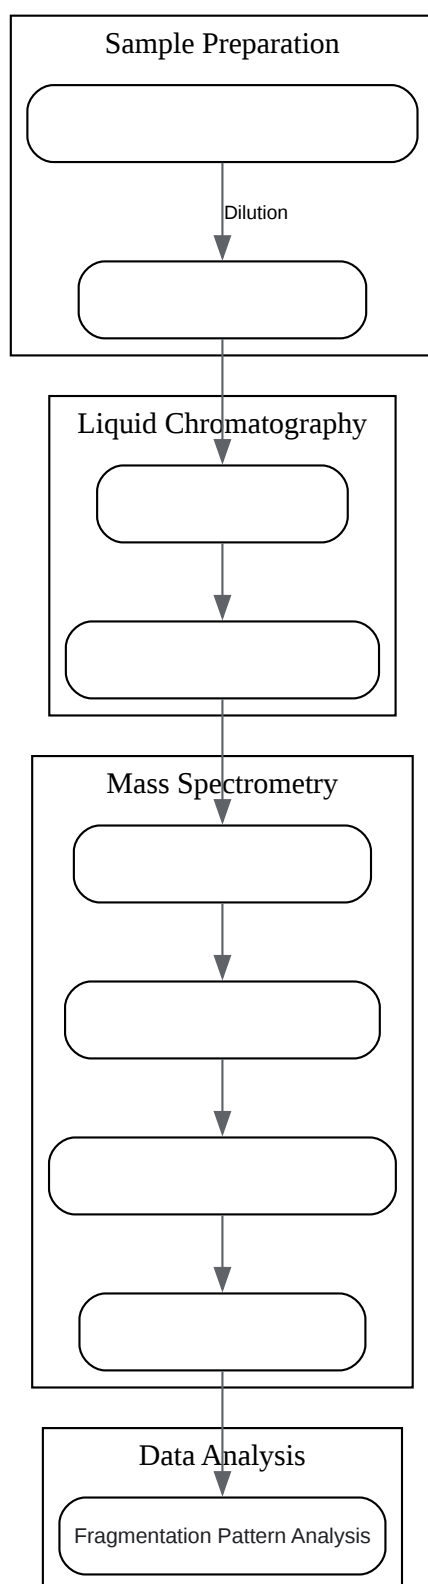 Sample Preparation
Dilution
Liquid Chromatography
Mass Spectrometry
Data Analysis
Fragmentation Pattern Analysis